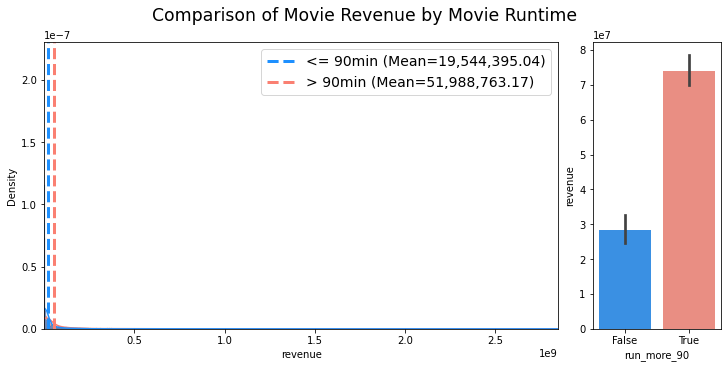 Comparison of Movie Revenue by Movie Runtime
1e−7
<= 90min (Mean=19,544,395.04)
> 90min (Mean=51,988,763.17)
2.0
1.5
1.0
0.5
0.0
Density
0.5
1.0
1.5
2.0
2.5
1e9
revenue
1e7
8
7
6
5
4
3
2
1
0
revenue
False
True
run_more_90